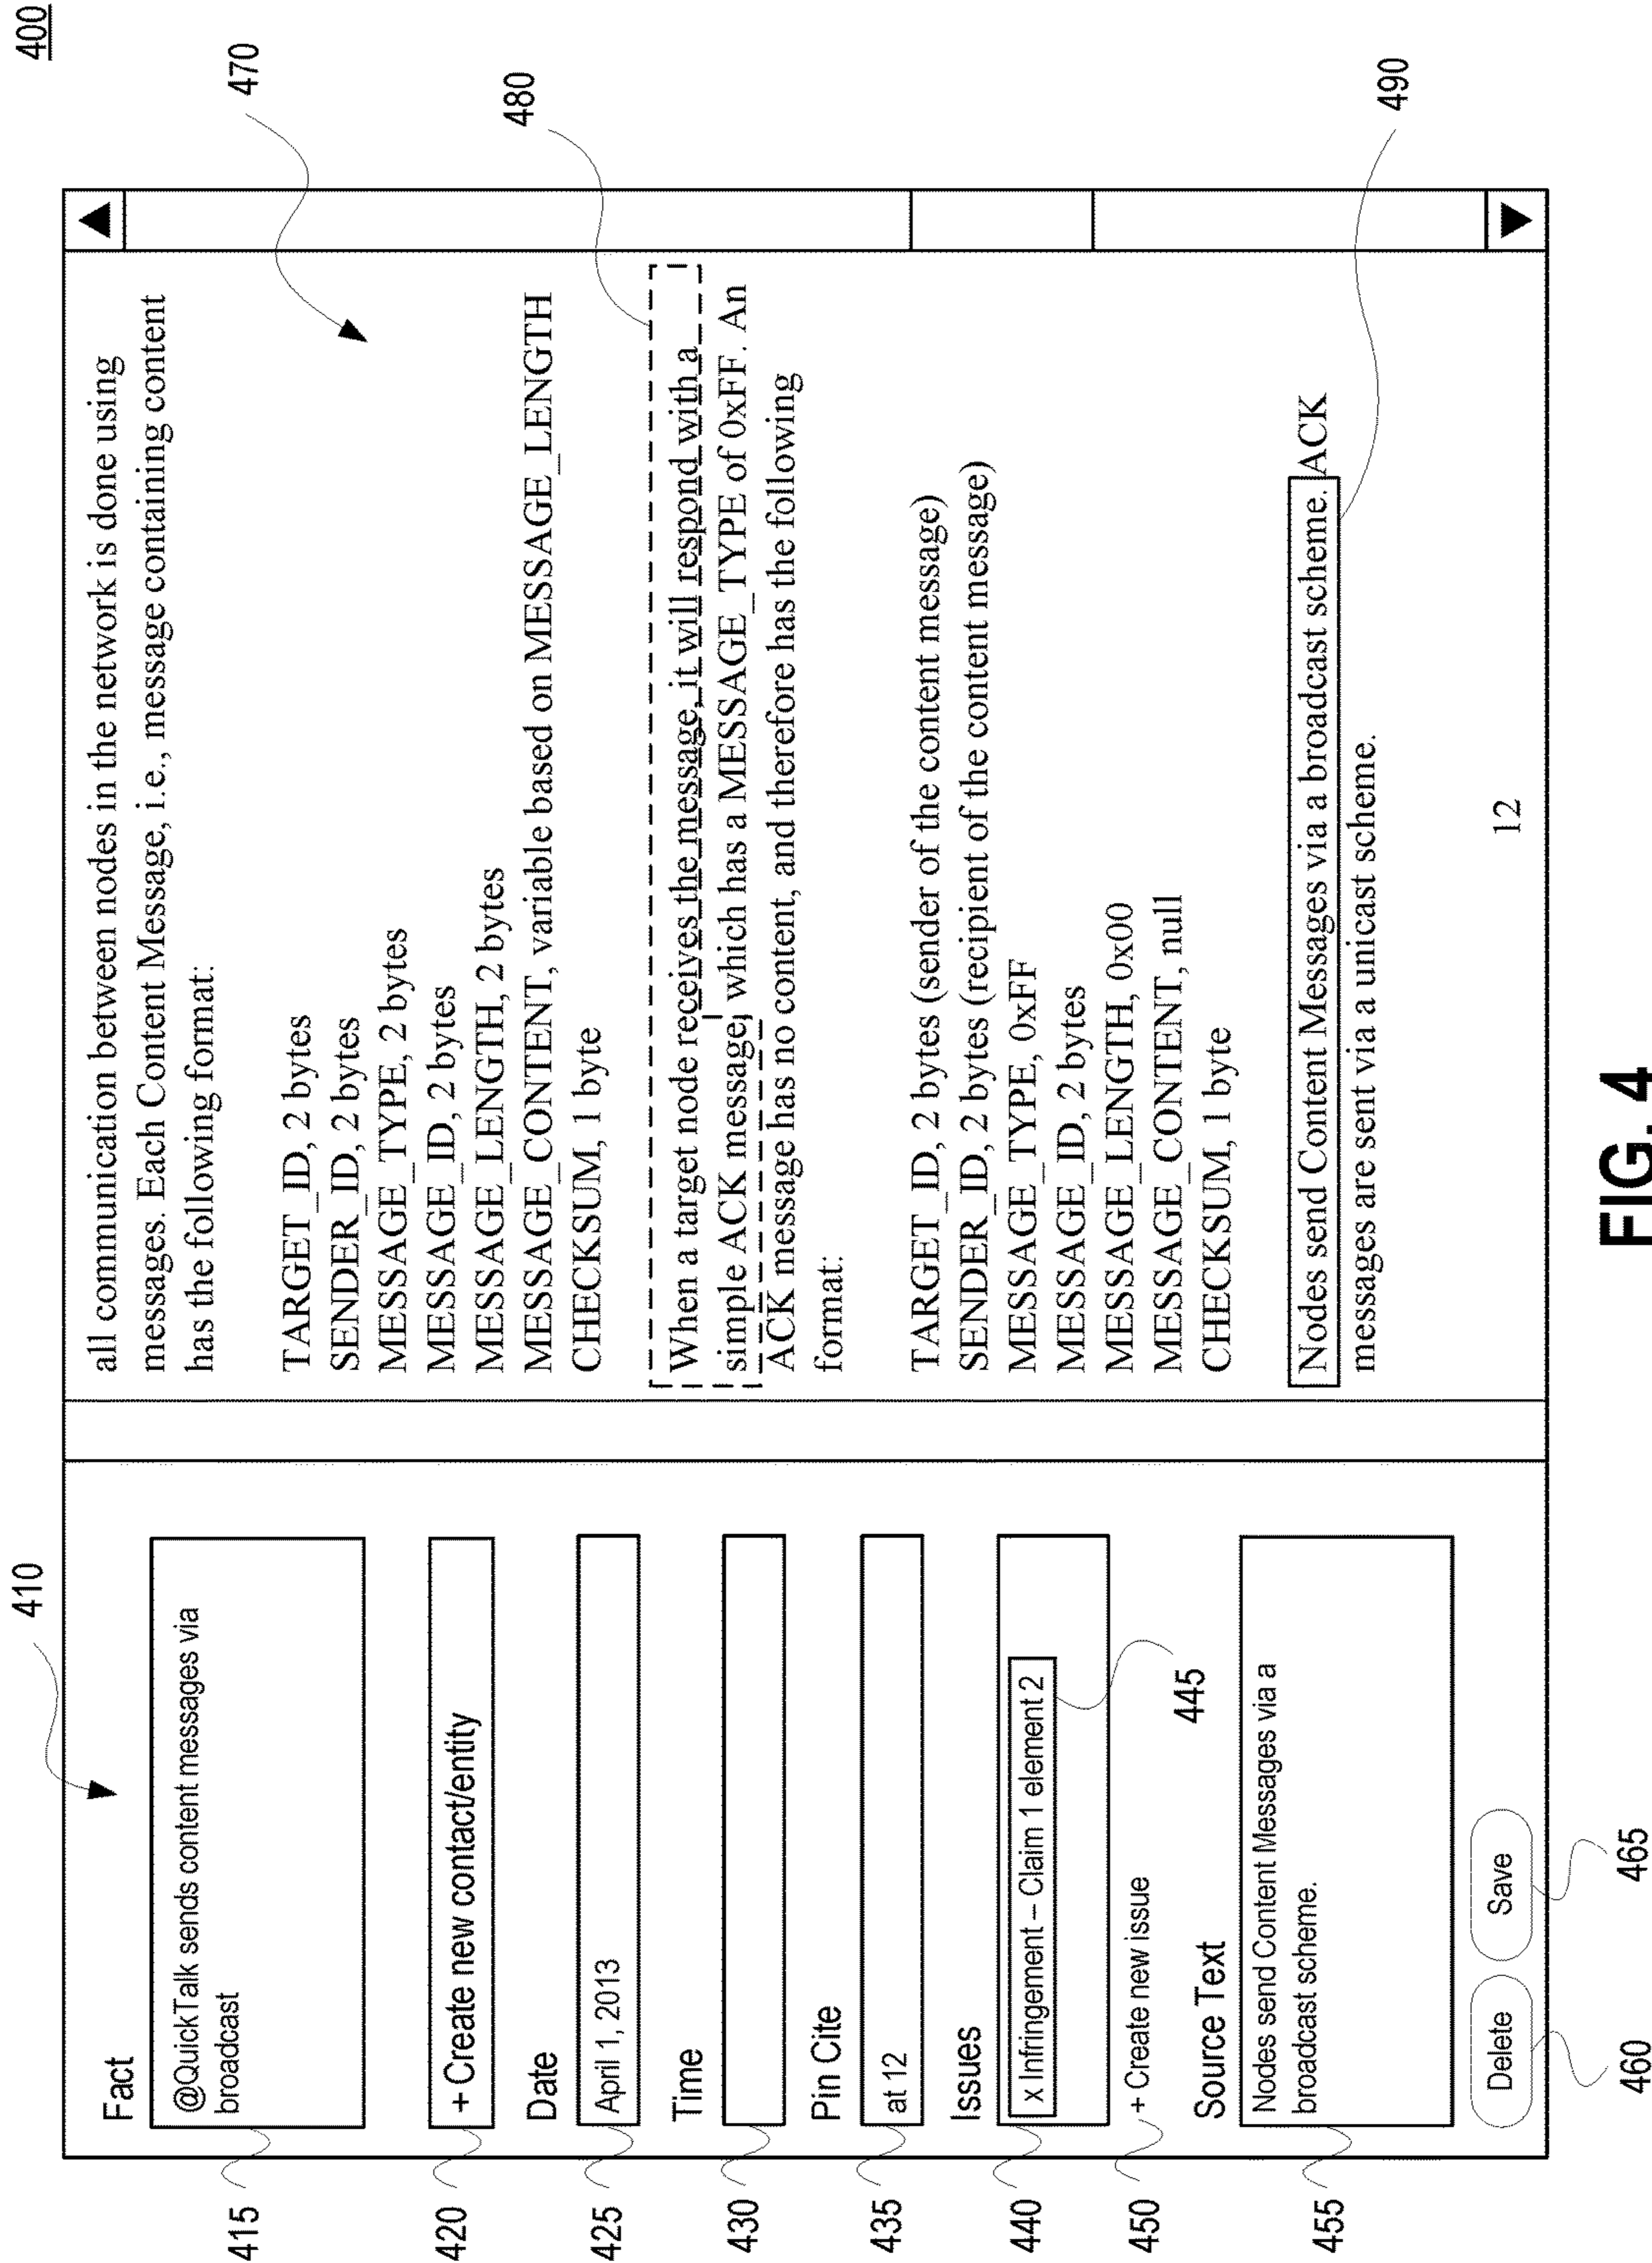 400
410
Fact
415
@QuickTalk sends content messages via
broadcast
420
+ Create new contact/entity
Date
425
April 1, 2013
Time
430
Pin Cite
435
at 12
Issues
440
x Infringement – Claim 1 element 2
445
450
+ Create new issue
Source Text
455
Nodes send Content Messages via a
broadcast scheme.
Delete
Save
460
465
470
all communication between nodes in the network is done using
messages. Each Content Message, i.e., message containing content
has the following format:
TARGET_ID, 2 bytes
SENDER_ID, 2 bytes
MESSAGE_TYPE, 2 bytes
MESSAGE_ID, 2 bytes
MESSAGE_LENGTH, 2 bytes
MESSAGE_CONTENT, variable based on MESSAGE_LENGTH
CHECKSUM, 1 byte
480
When a target node receives the message, it will respond with a
simple ACK message, which has a MESSAGE_TYPE of 0xFF. An
ACK message has no content, and therefore has the following
format:
TARGET_ID, 2 bytes (sender of the content message)
SENDER_ID, 2 bytes (recipient of the content message)
MESSAGE_TYPE, 0xFF
MESSAGE_ID, 2 bytes
MESSAGE_LENGTH, 0x00
MESSAGE_CONTENT, null
CHECKSUM, 1 byte
490
Nodes send Content Messages via a broadcast scheme. ACK
messages are sent via a unicast scheme.
12
FIG. 4